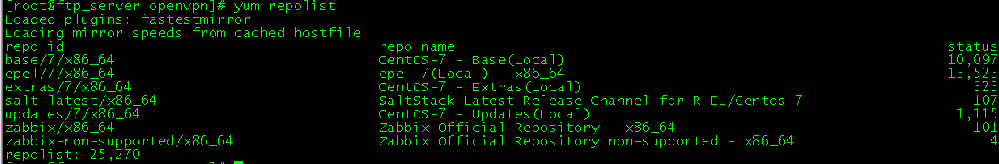 [root@ftp_server openvpn]# yum repolist
Loaded plugins: fastestmirror
Loading mirror speeds from cached hostfile
repo id repo name status
base/7/x86_64 CentOS-7 - Base(Local) 10,097
epel/7/x86_64 epel-7(Local) - x86_64 13,523
extras/7/x86_64 CentOS-7 - Extras(Local) 323
salt-latest/x86_64 SaltStack Latest Release Channel for RHEL/Centos 7 107
updates/7/x86_64 CentOS-7 - Updates(Local) 1,115
zabbix/x86_64 Zabbix Official Repository - x86_64 101
zabbix-non-supported/x86_64 Zabbix Official Repository non-supported - x86_64 4
repolist: 25,270